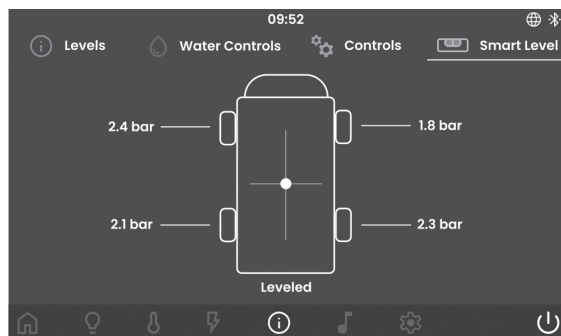 09:52
Levels Water Controls Controls Smart Level
2.4 bar 1.8 bar
2.1 bar 2.3 bar
Leveled